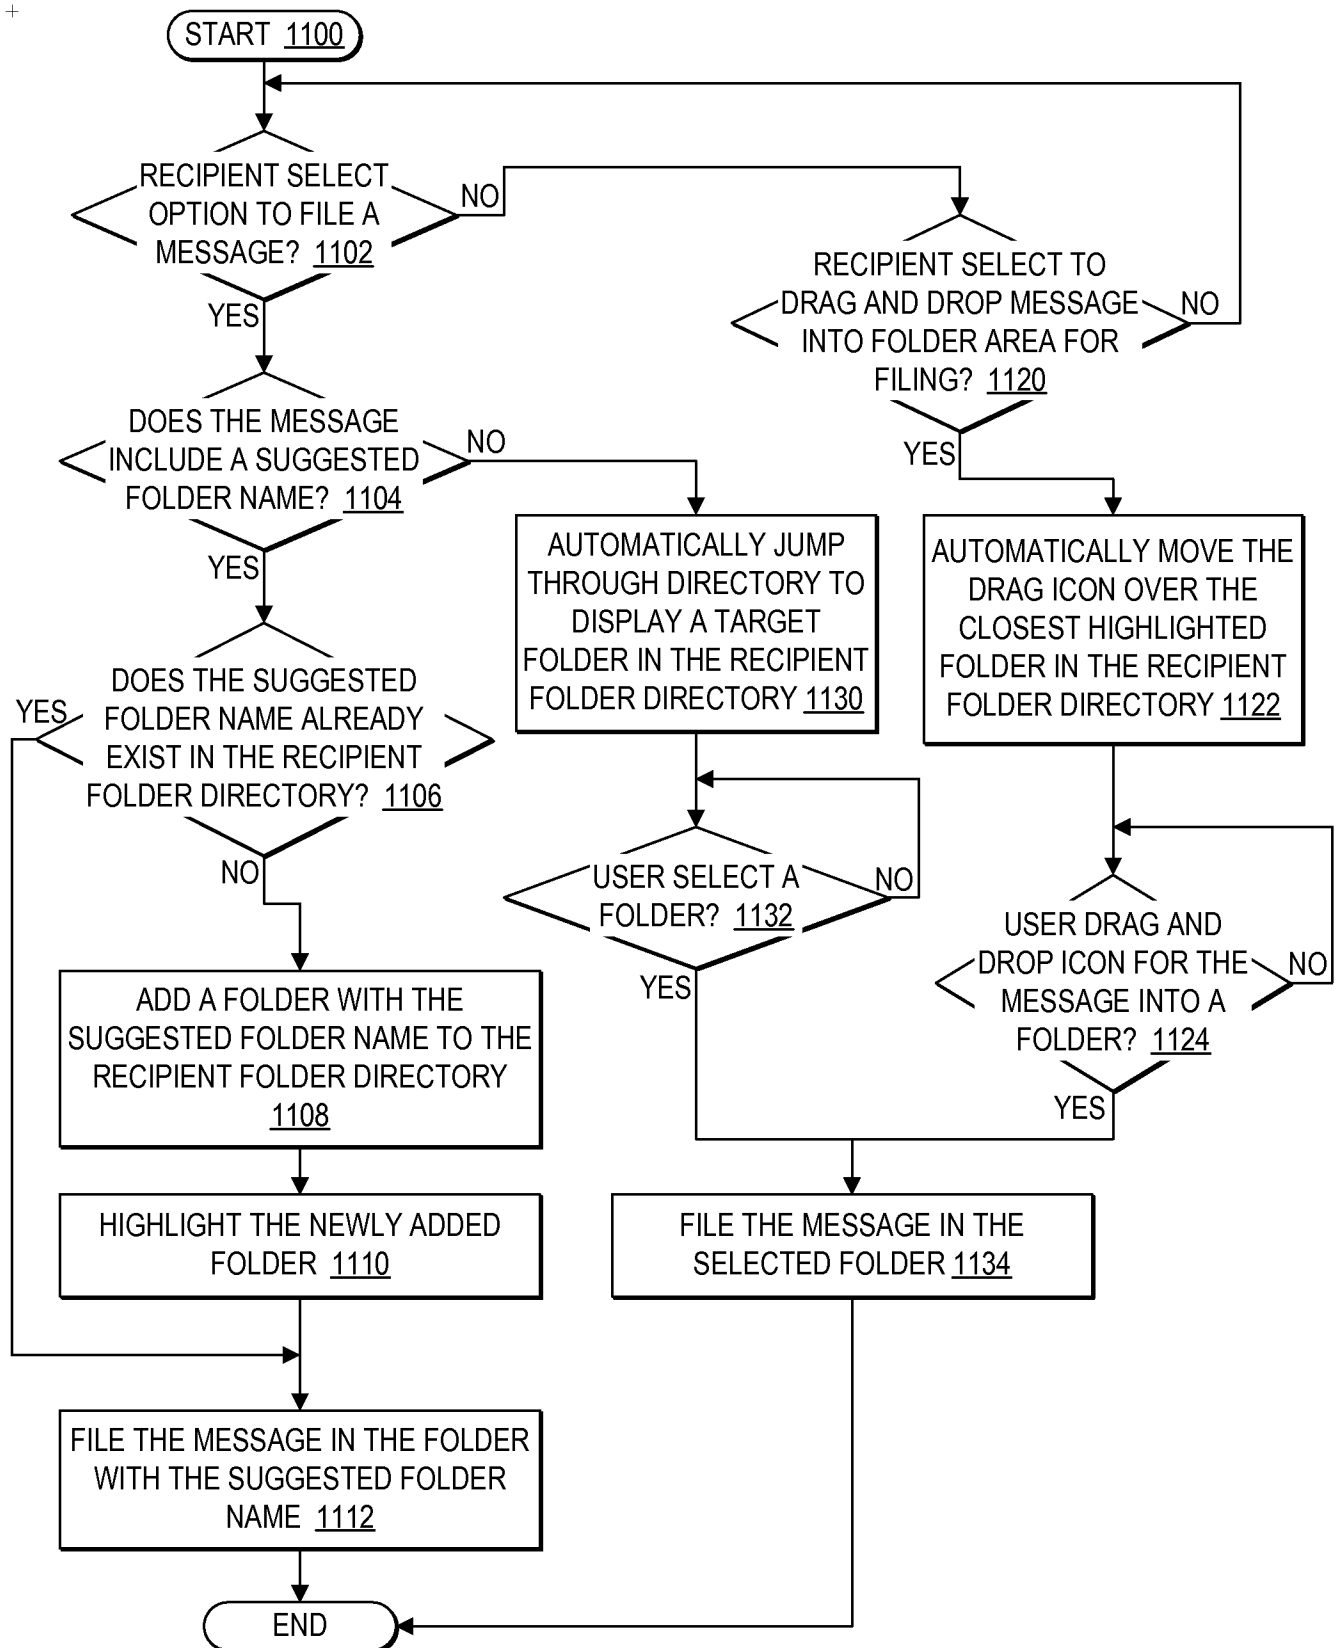 START 1100
RECIPIENT SELECT
OPTION TO FILE A
MESSAGE? 1102
NO
YES
RECIPIENT SELECT TO
DRAG AND DROP MESSAGE
INTO FOLDER AREA FOR
FILING? 1120
NO
YES
DOES THE MESSAGE
INCLUDE A SUGGESTED
FOLDER NAME? 1104
NO
YES
AUTOMATICALLY JUMP
THROUGH DIRECTORY TO
DISPLAY A TARGET
FOLDER IN THE RECIPIENT
FOLDER DIRECTORY 1130
AUTOMATICALLY MOVE THE
DRAG ICON OVER THE
CLOSEST HIGHLIGHTED
FOLDER IN THE RECIPIENT
FOLDER DIRECTORY 1122
DOES THE SUGGESTED
FOLDER NAME ALREADY
EXIST IN THE RECIPIENT
FOLDER DIRECTORY? 1106
YES
NO
USER SELECT A
FOLDER? 1132
NO
YES
USER DRAG AND
DROP ICON FOR THE
MESSAGE INTO A
FOLDER? 1124
NO
YES
ADD A FOLDER WITH THE
SUGGESTED FOLDER NAME TO THE
RECIPIENT FOLDER DIRECTORY
1108
HIGHLIGHT THE NEWLY ADDED
FOLDER 1110
FILE THE MESSAGE IN THE
SELECTED FOLDER 1134
FILE THE MESSAGE IN THE FOLDER
WITH THE SUGGESTED FOLDER
NAME 1112
END